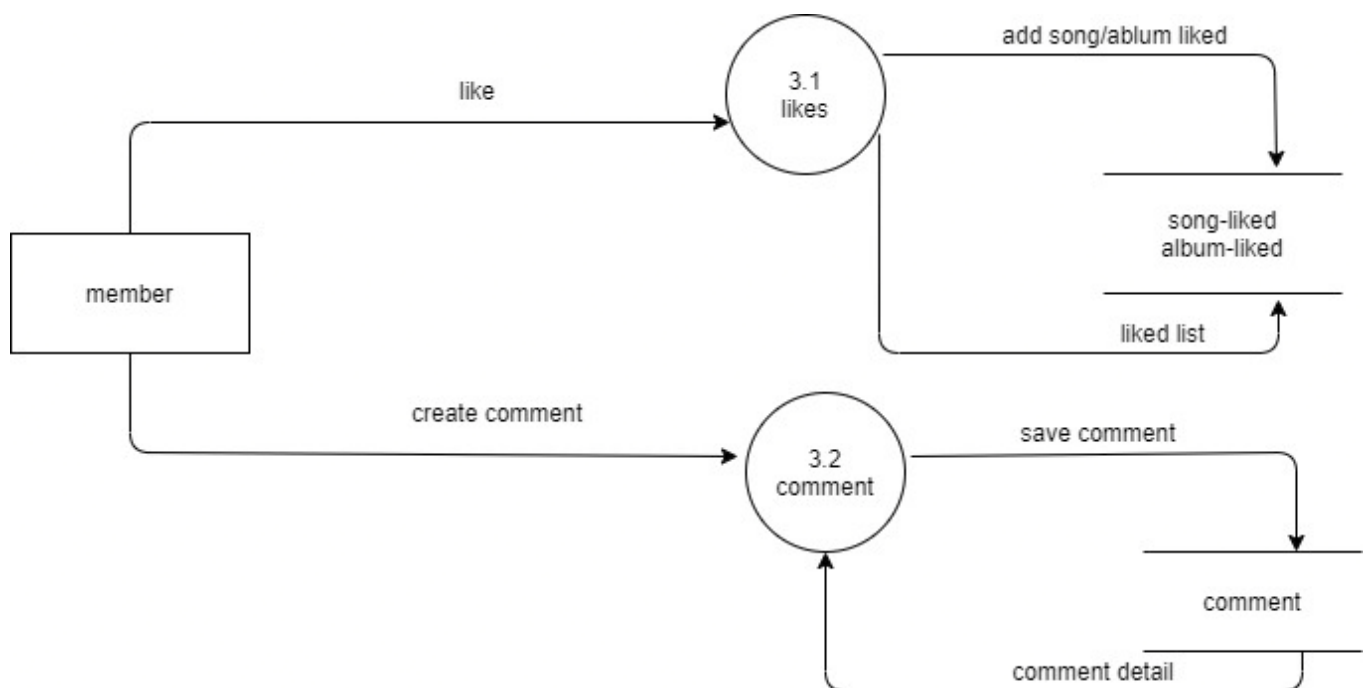 add song/ablum liked
3.1
likes
like
song-liked
album-liked
member
liked list
create comment
save comment
3.2
comment
comment
comment detail